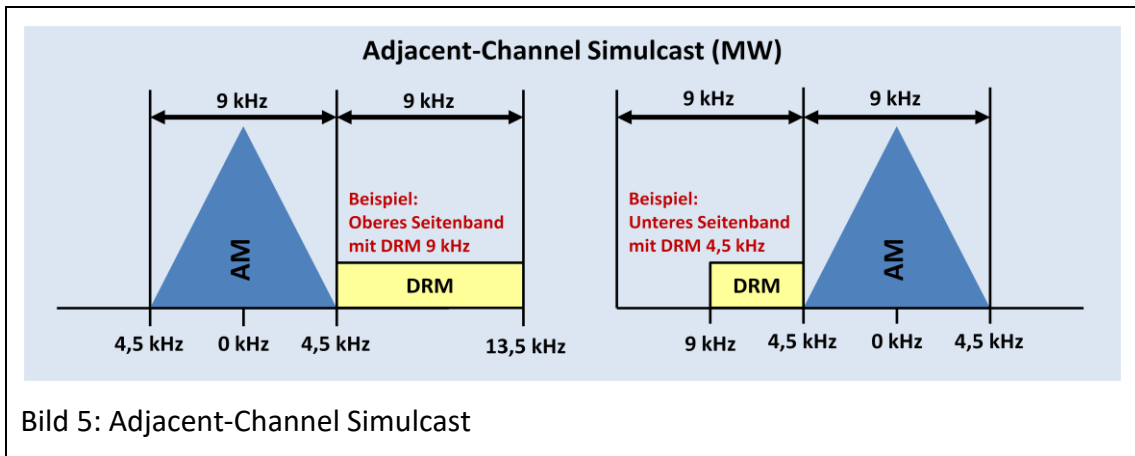 Adjacent-Channel Simulcast (MW)
9 kHz
9 kHz
Beispiel:
Oberes Seitenband
mit DRM 9 kHz
AM
DRM
4,5 kHz
0 kHz
4,5 kHz
13,5 kHz
9 kHz
9 kHz
Beispiel:
Unteres Seitenband
mit DRM 4,5 kHz
DRM
AM
9 kHz
4,5 kHz
0 kHz
4,5 kHz
Bild 5: Adjacent-Channel Simulcast